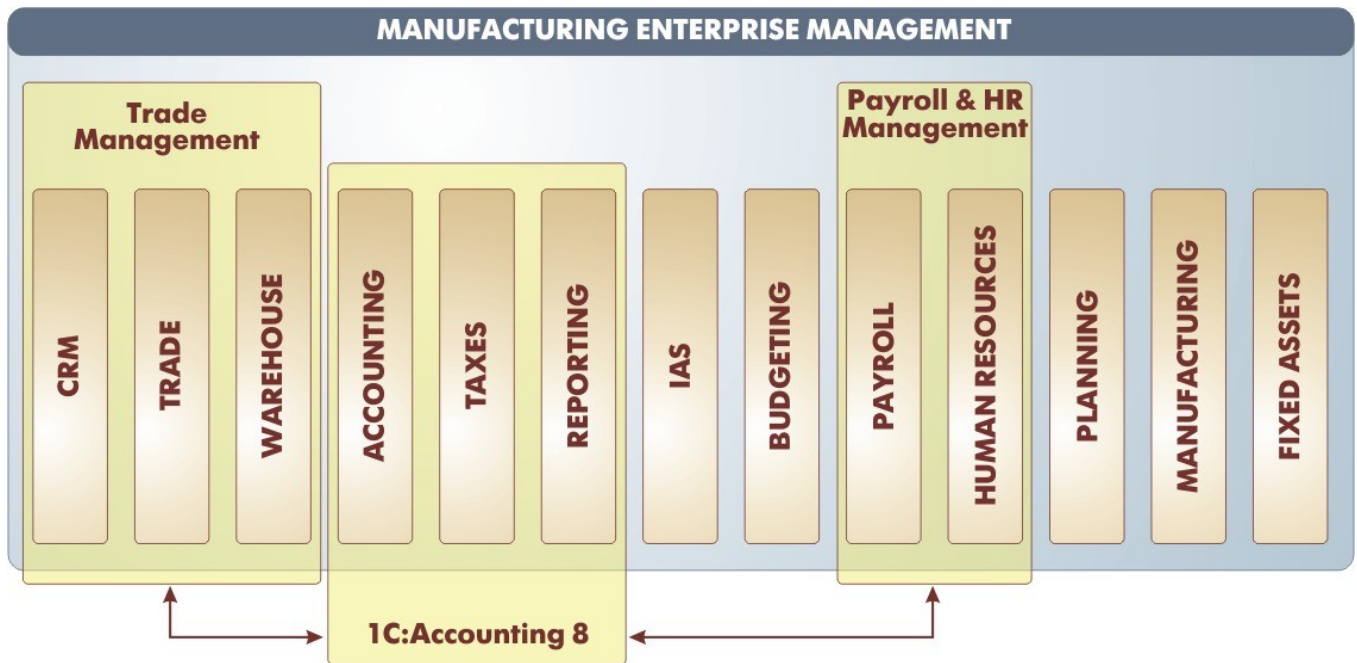 MANUFACTURING ENTERPRISE MANAGEMENT
Trade
Management
Payroll & HR
Management
CRM
TRADE
WAREHOUSE
ACCOUNTING
TAXES
REPORTING
IAS
BUDGETING
PAYROLL
HUMAN RESOURCES
PLANNING
MANUFACTURING
FIXED ASSETS
1C:Accounting 8